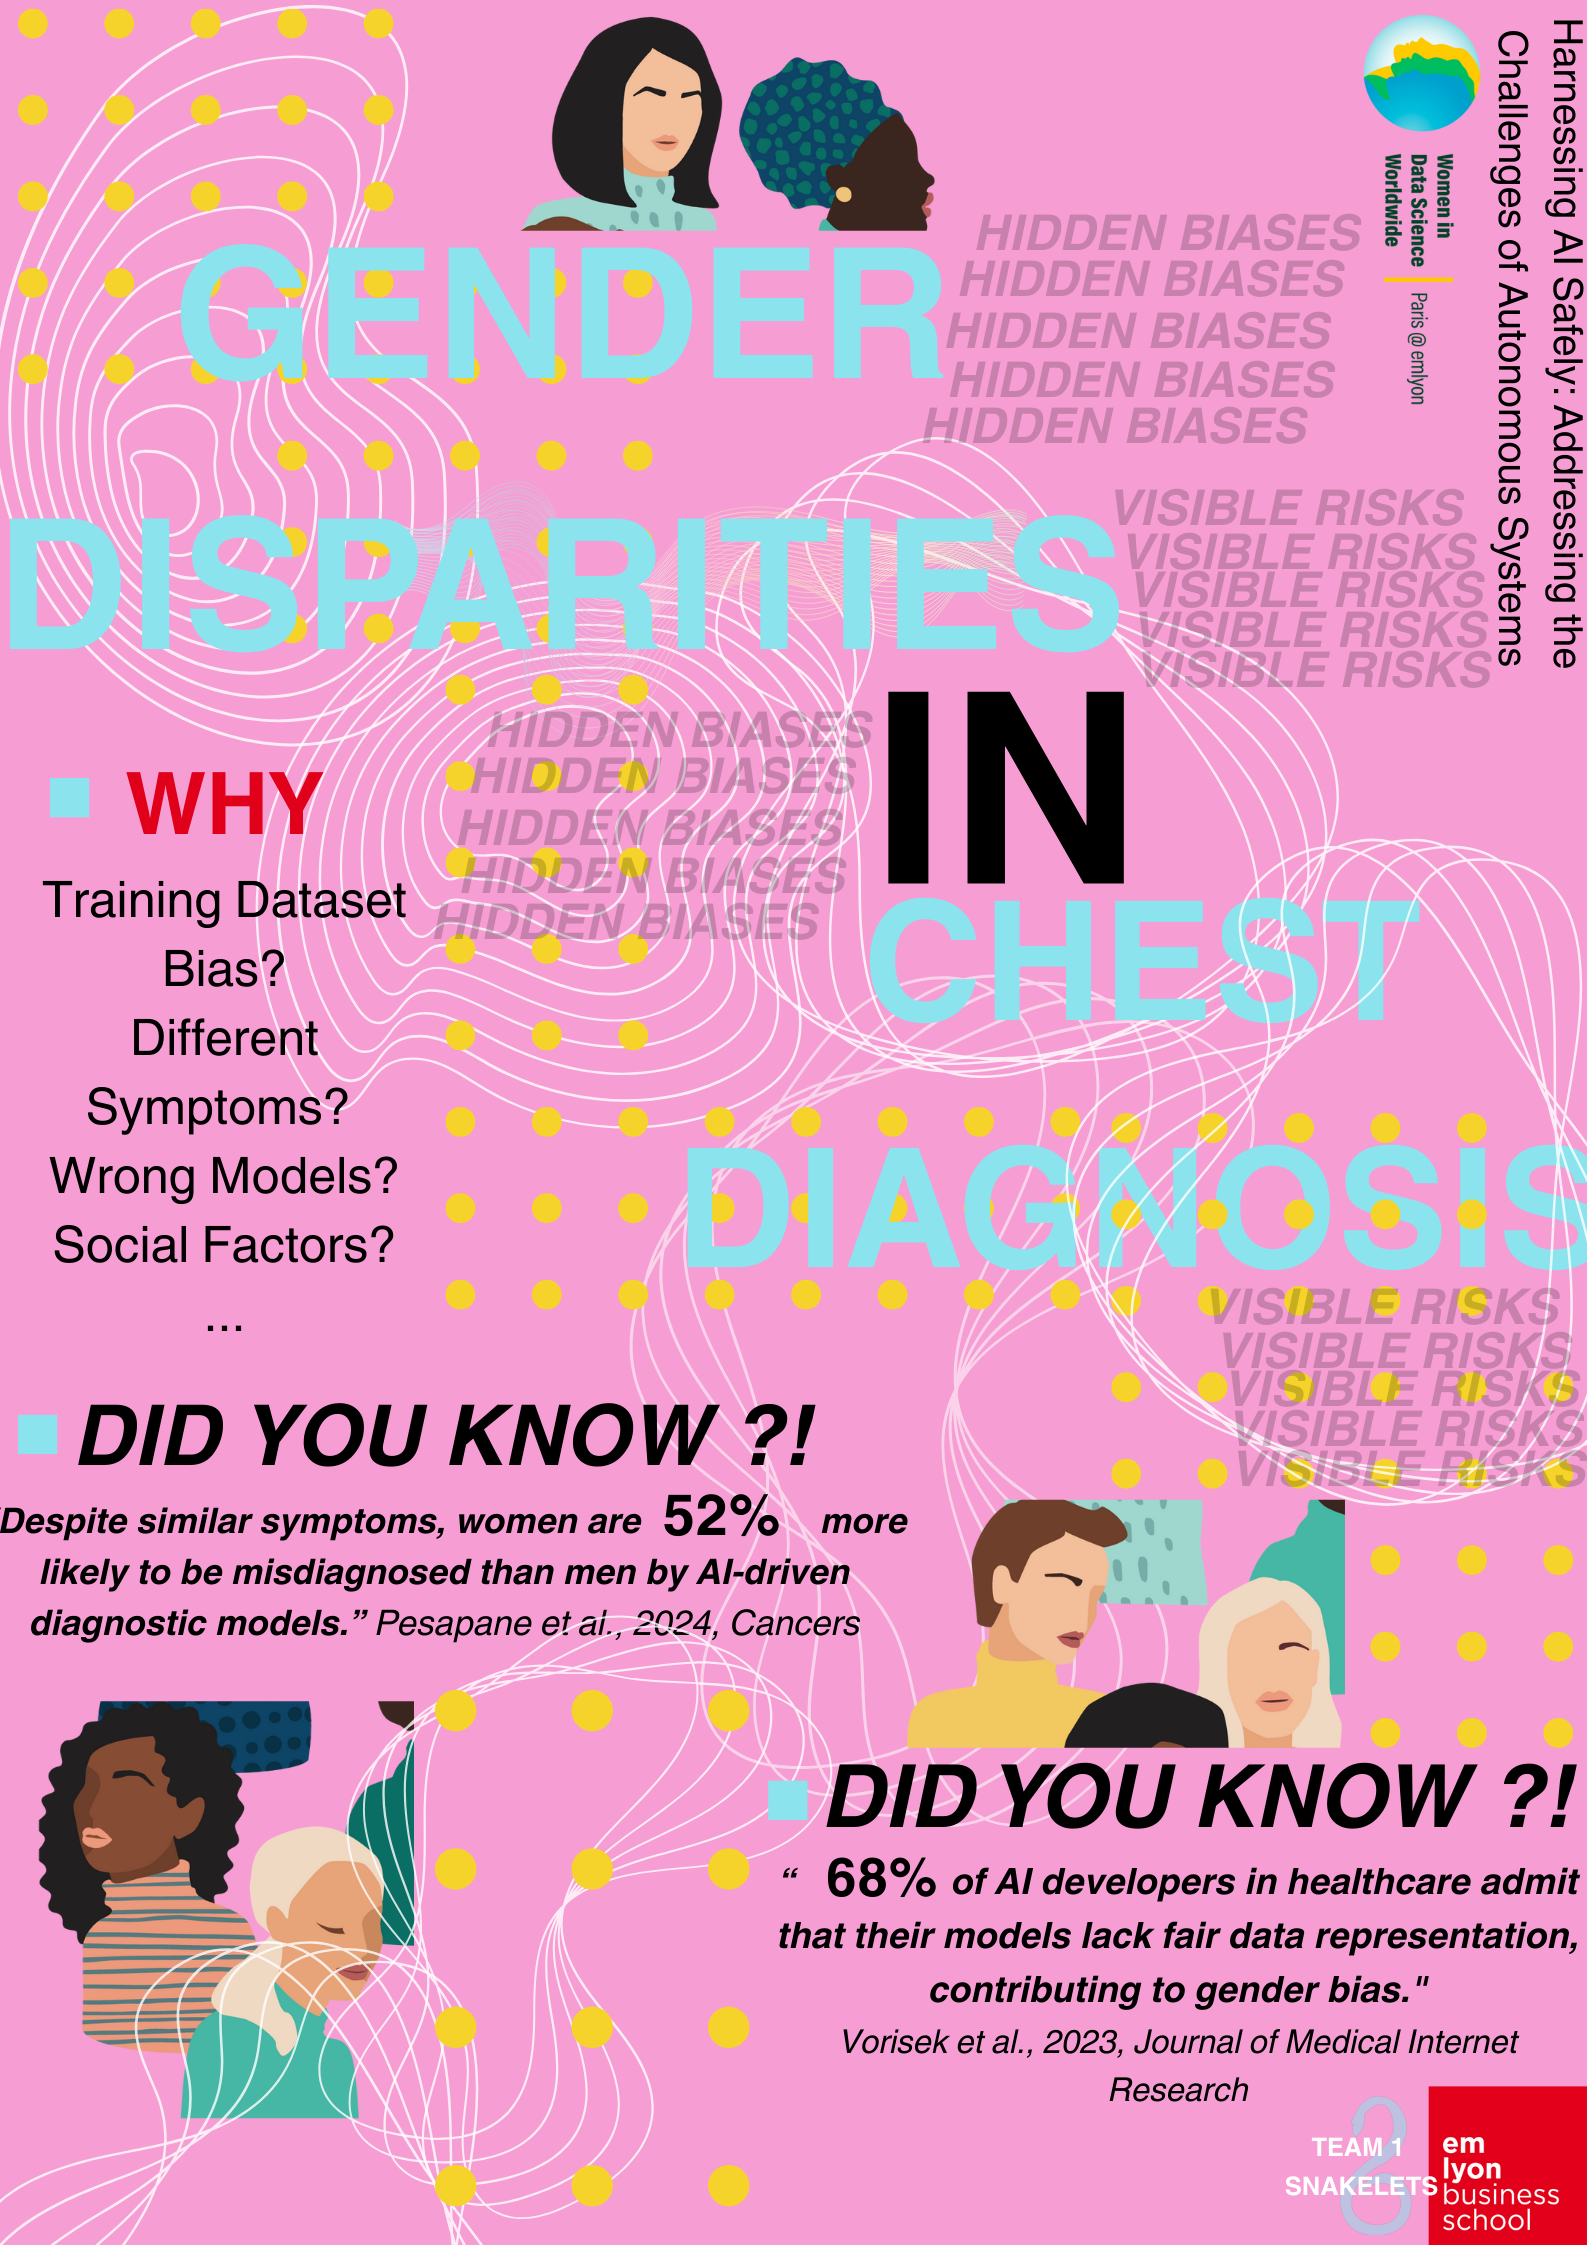 Harnessing AI Safely: Addressing the
Challenges of Autonomous Systems
Women in
Data Science
Worldwide
Paris @ emlyon
GENDER
HIDDEN BIASES
HIDDEN BIASES
HIDDEN BIASES
HIDDEN BIASES
HIDDEN BIASES
DISPARITIES
VISIBLE RISKS
VISIBLE RISKS
VISIBLE RISKS
VISIBLE RISKS
VISIBLE RISKS
IN
HIDDEN BIASES
HIDDEN BIASES
HIDDEN BIASES
HIDDEN BIASES
HIDDEN BIASES
CHEST
DIAGNOSIS
VISIBLE RISKS
VISIBLE RISKS
VISIBLE RISKS
VISIBLE RISKS
VISIBLE RISKS
WHY
Training Dataset
Bias?
Different
Symptoms?
Wrong Models?
Social Factors?
...
DID YOU KNOW ?!
"Despite similar symptoms, women are 52% more
likely to be misdiagnosed than men by AI-driven
diagnostic models.” Pesapane et al., 2024, Cancers
DID YOU KNOW ?!
“ 68% of AI developers in healthcare admit
that their models lack fair data representation,
contributing to gender bias."
Vorisek et al., 2023, Journal of Medical Internet
Research
TEAM 1
SNAKELETS
em
lyon
business
school